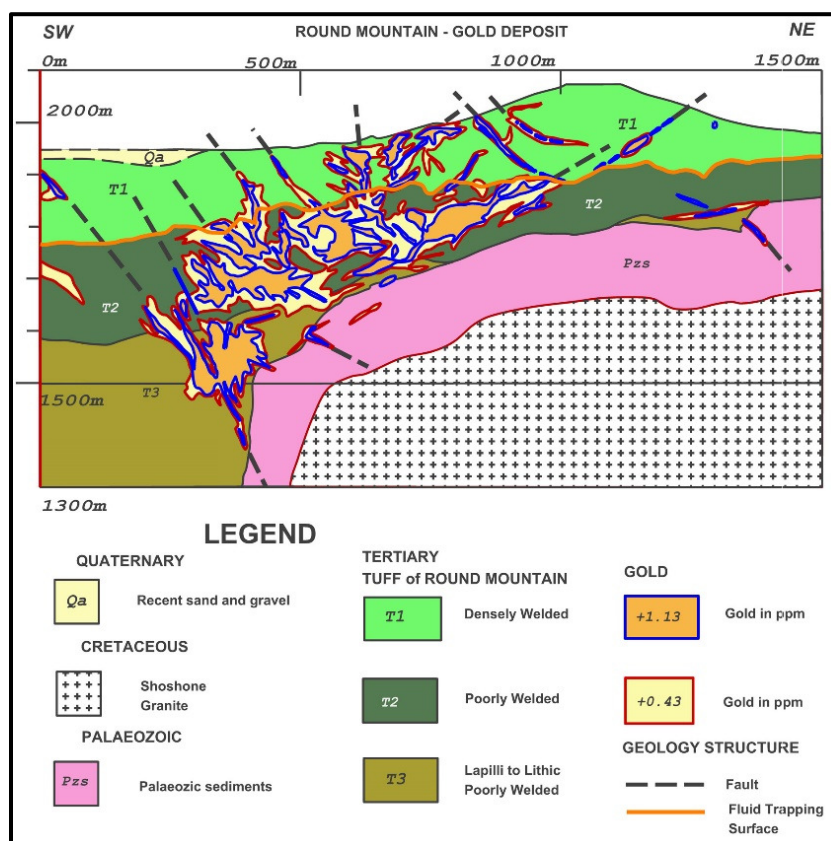 SW ROUND MOUNTAIN - GOLD DEPOSIT NE
0m 500m 1000m 1500m
2000m
Qa
T1
T1
T2
T2
Pzs
T3
1500m
1300m
LEGEND
QUATERNARY
Qa Recent sand and gravel
CRETACEOUS
Shoshone
Granite
PALAEOZOIC
Pzs Palaeozic sediments
TERTIARY
TUFF of ROUND MOUNTAIN
T1 Densely Welded
T2 Poorly Welded
T3 Lapilli to Lithic
Poorly Welded
GOLD
+1.13 Gold in ppm
+0.43 Gold in ppm
GEOLOGY STRUCTURE
Fault
Fluid Trapping
Surface